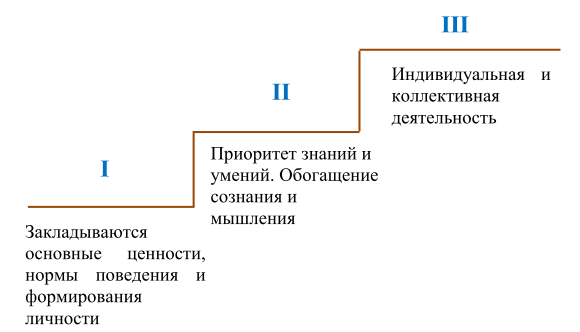 I
Закладываются
основные ценности,
нормы поведения и
формирования
личности
II
Приоритет знаний и
умений. Обогащение
сознания и
мышления
III
Индивидуальная и
коллективная
деятельность